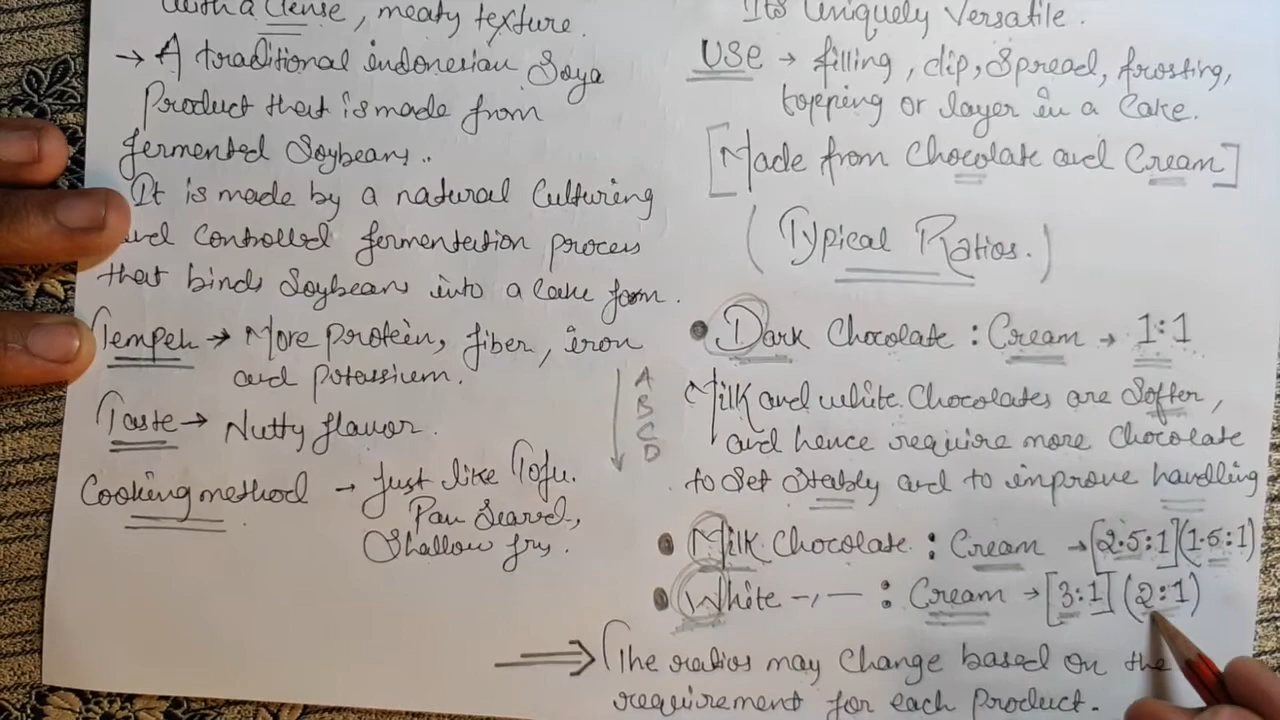 with a dense, meaty texture.
→ A traditional indonesian Soya
Product that is made from
fermented Soybeans..
It is made by a natural Culturing
and Controlled fermentation process
that binds Soybeans into a Cake form.
Tempeh → More protein, fiber, iron
and potassium.
Taste → Nutty flavor.
Cooking method → Just like Tofu.
Pan Seared,
Shallow fry.
A
B
C
D
Its Uniquely Versatile.
USE → filling, dip, Spread, frosting,
topping or layer in a Cake.
[Made from Chocolate and Cream]
(Typical Ratios.)
Dark Chocolate : Cream → 1:1
Milk and white Chocolates are Softer,
and hence require more Chocolate
to Set Stably and to improve handling
Milk Chocolate : Cream → [2.5:1] (1.5:1)
White -,- : Cream → [3:1] (2:1)
⇒ The ratios may Change based on the
requirement for each Product.